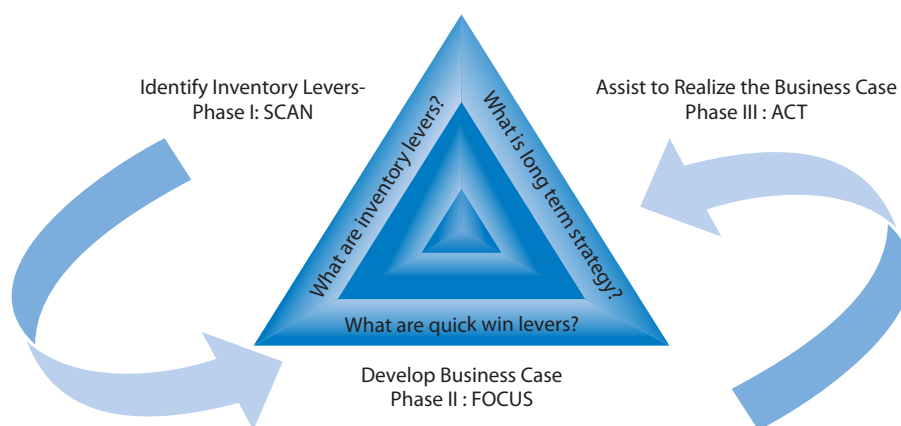 Identify Inventory Levers-
Phase I: SCAN
Assist to Realize the Business Case
Phase III : ACT
What are inventory levers?
What is long term strategy?
What are quick win levers?
Develop Business Case
Phase II : FOCUS